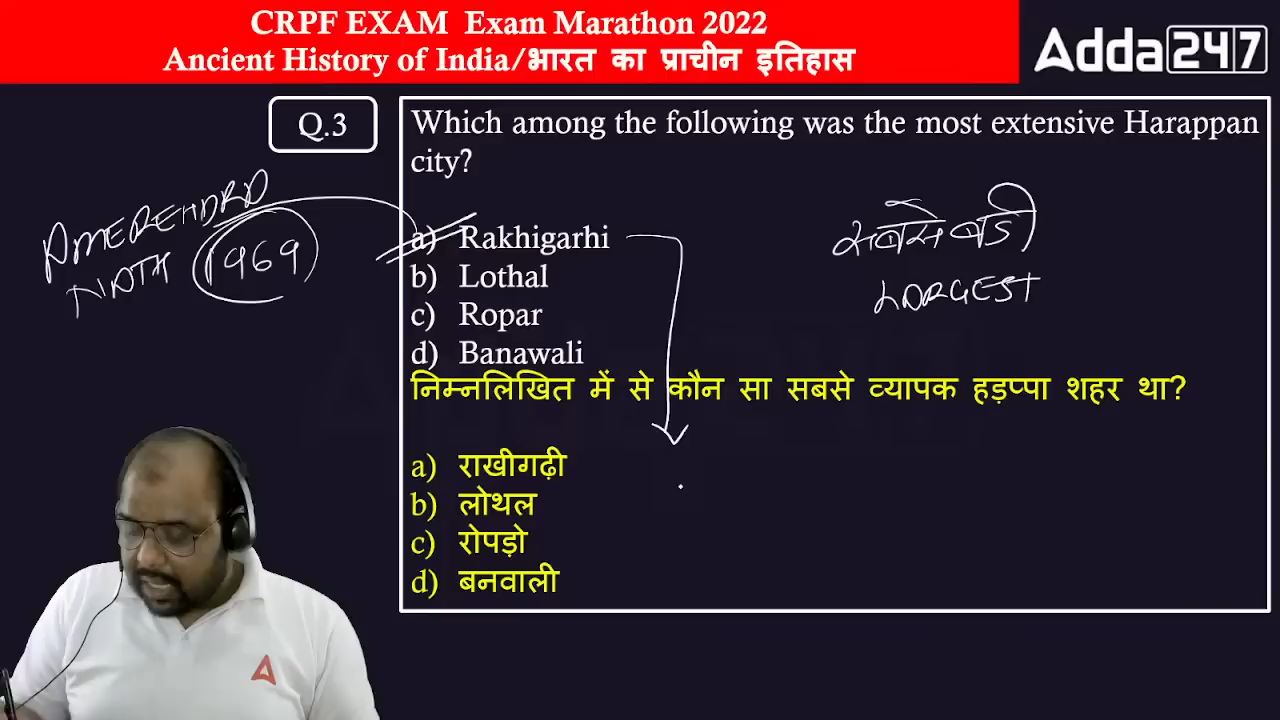 CRPF EXAM Exam Marathon 2022
Ancient History of India/भारत का प्राचीन इतिहास
Adda247
Q.3
Which among the following was the most extensive Harappan
city?
a) Rakhigarhi
b) Lothal
c) Ropar
d) Banawali
निम्नलिखित में से कौन सा सबसे व्यापक हड़प्पा शहर था?
a) राखीगढ़ी
b) लोथल
c) रोपड़ो
d) बनवाली
AMERENDRA
NATH 1969
सबसे बडी
LARGEST